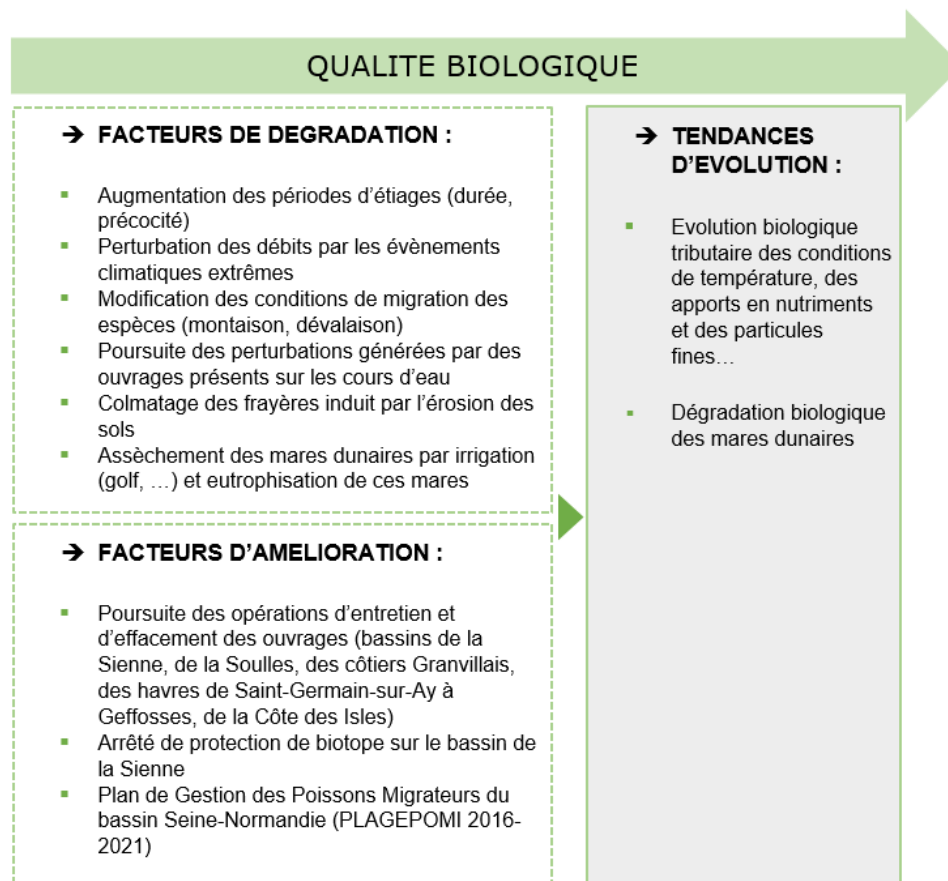 QUALITE BIOLOGIQUE
➔ FACTEURS DE DEGRADATION :
▪ Augmentation des périodes d’étiages (durée,
précocité)
▪ Perturbation des débits par les évènements
climatiques extrêmes
▪ Modification des conditions de migration des
espèces (montaison, dévalaison)
▪ Poursuite des perturbations générées par des
ouvrages présents sur les cours d’eau
▪ Colmatage des frayères induit par l’érosion des
sols
▪ Assèchement des mares dunaires par irrigation
(golf, …) et eutrophisation de ces mares
➔ FACTEURS D’AMELIORATION :
▪ Poursuite des opérations d’entretien et
d’effacement des ouvrages (bassins de la
Sienne, de la Soulles, des côtiers Granvillais,
des havres de Saint-Germain-sur-Ay à
Geffosses, de la Côte des Isles)
▪ Arrêté de protection de biotope sur le bassin de
la Sienne
▪ Plan de Gestion des Poissons Migrateurs du
bassin Seine-Normandie (PLAGEPOMI 2016-
2021)
➔ TENDANCES
D’EVOLUTION :
▪ Evolution biologique
tributaire des conditions
de température, des
apports en nutriments
et des particules
fines…
▪ Dégradation biologique
des mares dunaires